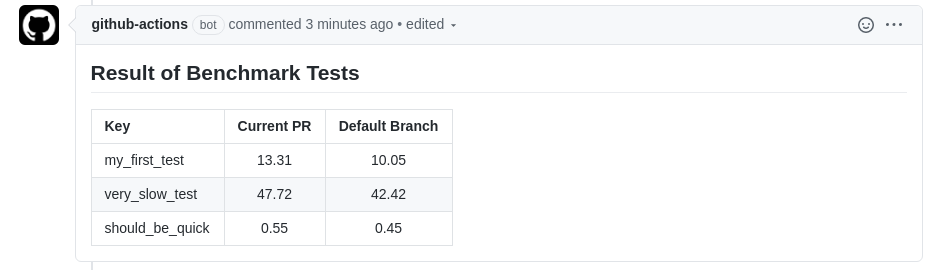 github-actions bot commented 3 minutes ago • edited
Result of Benchmark Tests
Key Current PR Default Branch
my_first_test 13.31 10.05
very_slow_test 47.72 42.42
should_be_quick 0.55 0.45